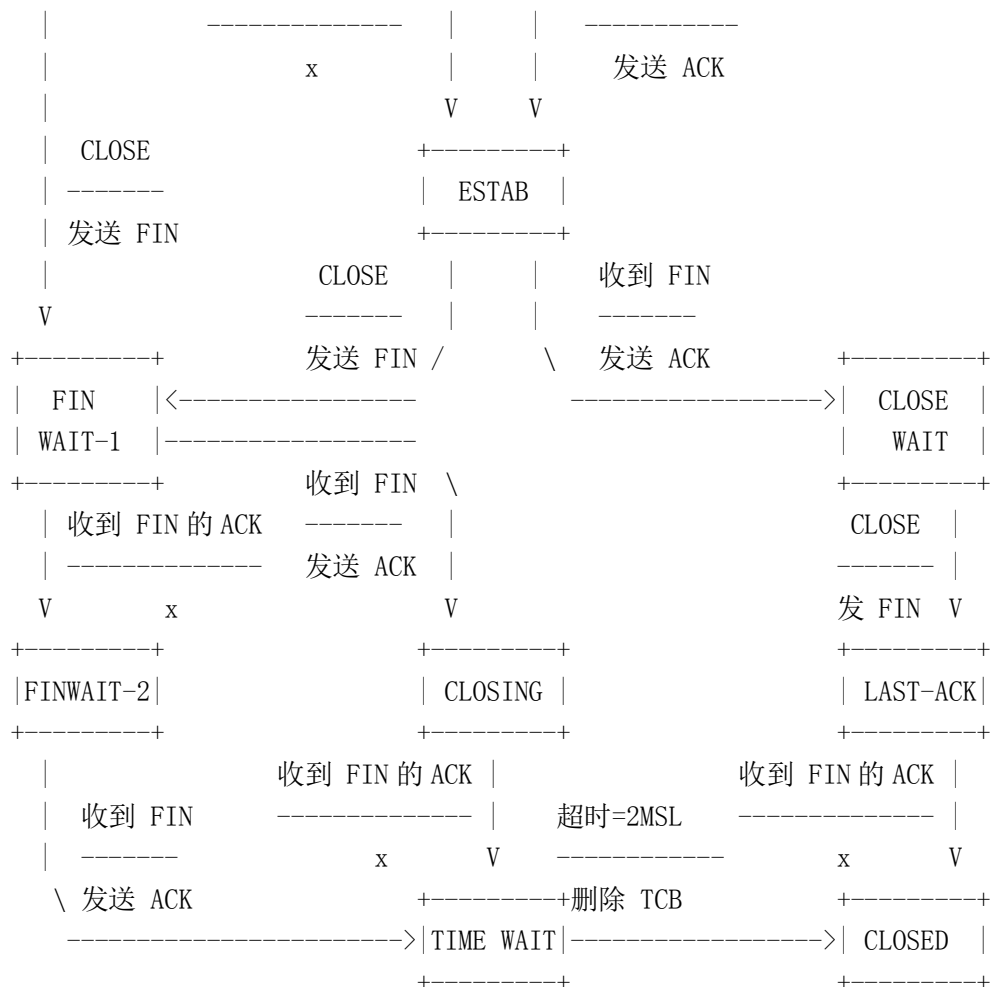 |           --------------   |     |   -----------
|                  x         |     |     发送 ACK
|                            V     V
|  CLOSE                   +---------+
| -------                  |  ESTAB  |
| 发送 FIN                 +---------+
|                   CLOSE    |     |    收到 FIN
V                  -------   |     |    -------
+---------+          发送 FIN /       \   发送 ACK         +---------+
|  FIN    |<-----------------          ------------------>|  CLOSE  |
| WAIT-1  |------------------                             |   WAIT  |
+---------+          收到 FIN  \                            +---------+
| 收到 FIN 的 ACK   -------   |                            CLOSE  |
| --------------   发送 ACK  |                           ------- |
V        x                   V                           发 FIN  V
+---------+                  +---------+                   +---------+
|FINWAIT-2|                  | CLOSING |                   | LAST-ACK|
+---------+                  +---------+                   +---------+
|                收到 FIN 的 ACK |                 收到 FIN 的 ACK |
|  收到 FIN      -------------- |    超时=2MSL    -------------- |
|  -------              x       V    ------------        x       V
\ 发送 ACK                 +---------+删除 TCB           +---------+
------------------------>|TIME WAIT|------------------>| CLOSED  |
+---------+                   +---------+